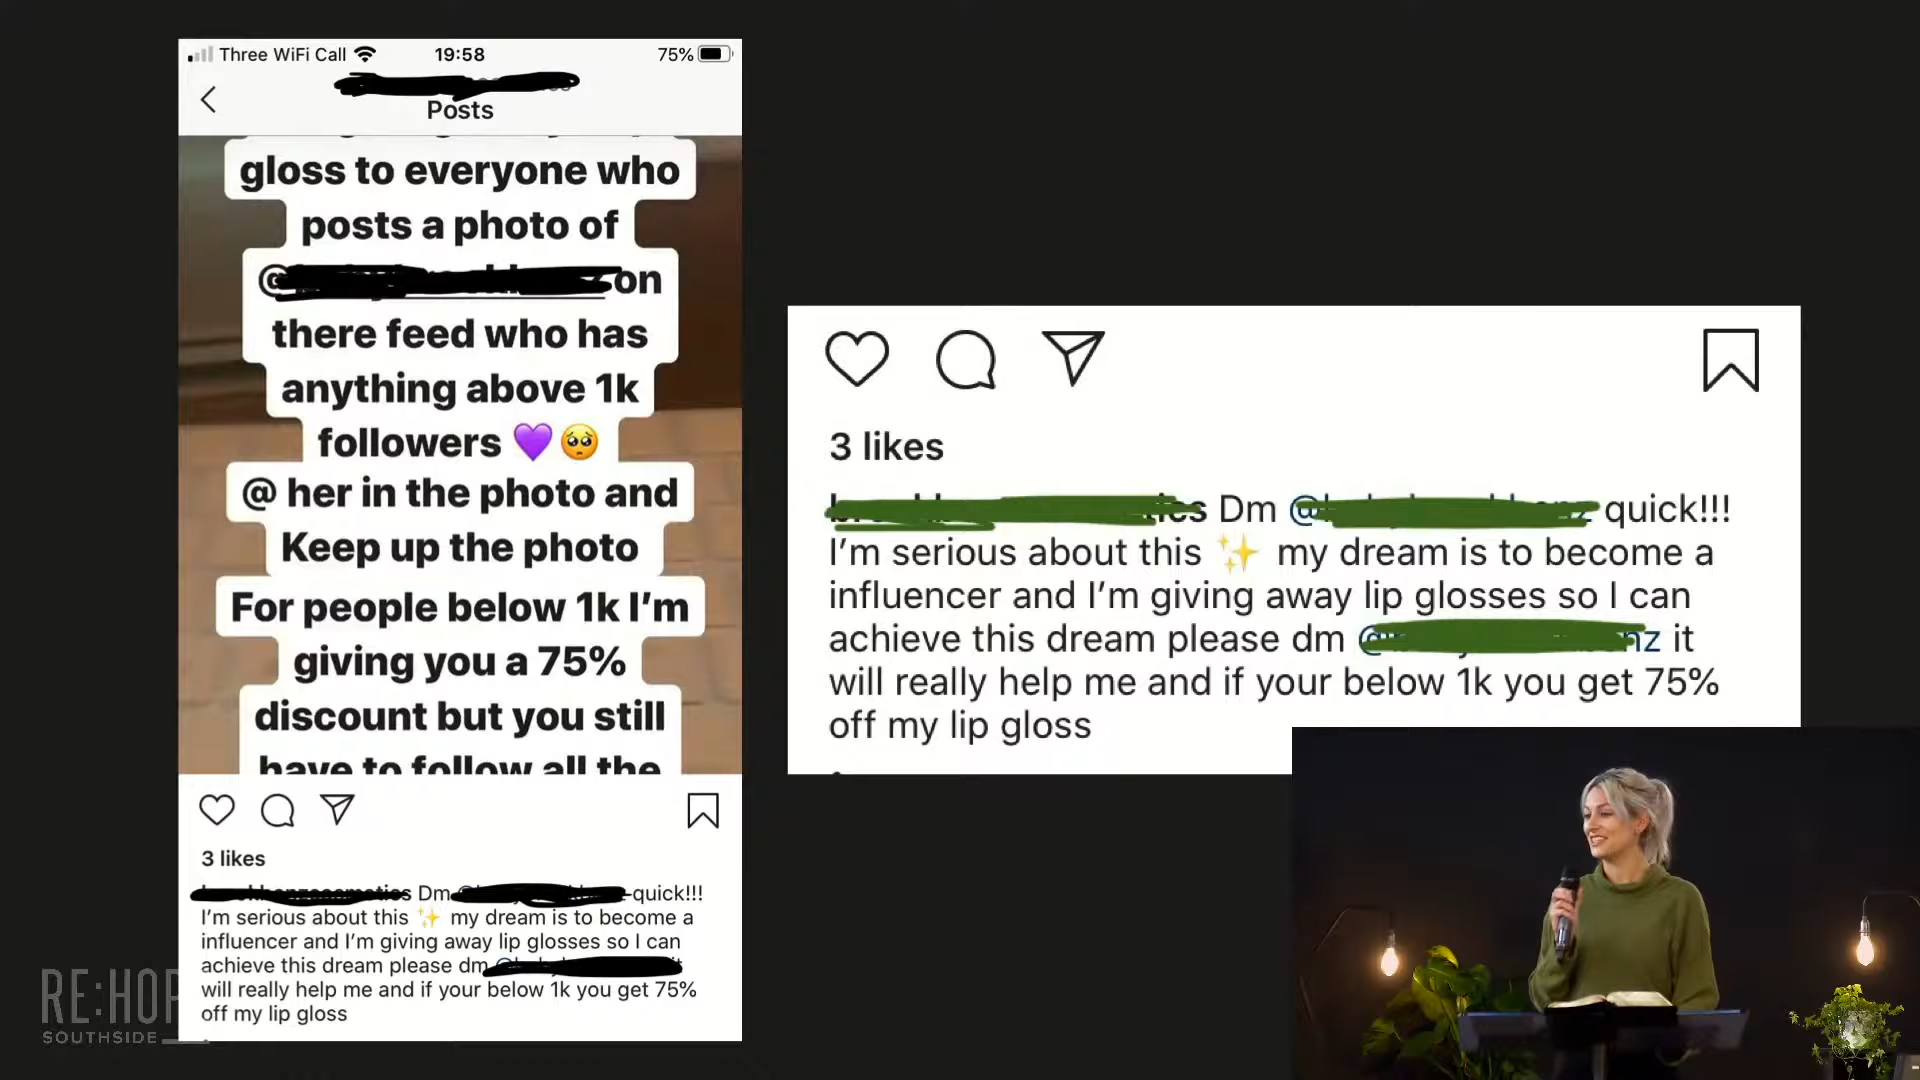 Three WiFi Call
19:58
75%
Posts
gloss to everyone who
posts a photo of
@ on
there feed who has
anything above 1k
followers 💜🥺
@ her in the photo and
Keep up the photo
For people below 1k I'm
giving you a 75%
discount but you still
have to follow all the
3 likes
Dm quick!!!
I'm serious about this ✨ my dream is to become a
influencer and I'm giving away lip glosses so I can
achieve this dream please dm it
will really help me and if your below 1k you get 75%
off my lip gloss
3 likes
Dm @ quick!!!
I'm serious about this ✨ my dream is to become a
influencer and I'm giving away lip glosses so I can
achieve this dream please dm @ it
will really help me and if your below 1k you get 75%
off my lip gloss
RE:HOP
SOUTHSIDE